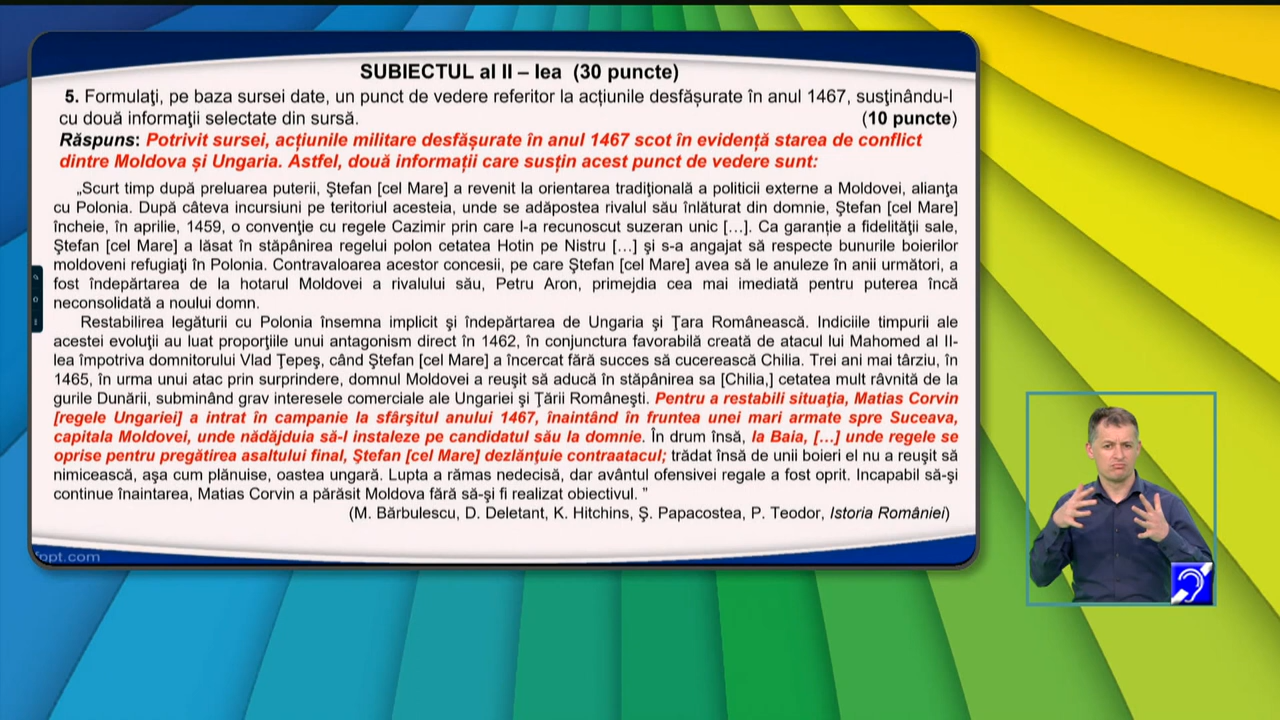 SUBIECTUL al II – lea (30 puncte)
5. Formulaţi, pe baza sursei date, un punct de vedere referitor la acțiunile desfășurate în anul 1467, susţinându-l
cu două informaţii selectate din sursă. (10 puncte)
Răspuns: Potrivit sursei, acțiunile militare desfășurate în anul 1467 scot în evidență starea de conflict
dintre Moldova și Ungaria. Astfel, două informații care susțin acest punct de vedere sunt:
„Scurt timp după preluarea puterii, Ştefan [cel Mare] a revenit la orientarea tradiţională a politicii externe a Moldovei, alianţa
cu Polonia. După câteva incursiuni pe teritoriul acesteia, unde se adăpostea rivalul său înlăturat din domnie, Ştefan [cel Mare]
încheie, în aprilie, 1459, o convenţie cu regele Cazimir prin care l-a recunoscut suzeran unic [...]. Ca garanţie a fidelităţii sale,
Ştefan [cel Mare] a lăsat în stăpânirea regelui polon cetatea Hotin pe Nistru [...] şi s-a angajat să respecte bunurile boierilor
moldoveni refugiaţi în Polonia. Contravaloarea acestor concesii, pe care Ştefan [cel Mare] avea să le anuleze în anii următori, a
fost îndepărtarea de la hotarul Moldovei a rivalului său, Petru Aron, primejdia cea mai imediată pentru puterea încă
neconsolidată a noului domn.
Restabilirea legăturii cu Polonia însemna implicit şi îndepărtarea de Ungaria şi Ţara Românească. Indiciile timpurii ale
acestei evoluţii au luat proporţiile unui antagonism direct în 1462, în conjunctura favorabilă creată de atacul lui Mahomed al II-
lea împotriva domnitorului Vlad Ţepeş, când Ştefan [cel Mare] a încercat fără succes să cucerească Chilia. Trei ani mai târziu, în
1465, în urma unui atac prin surprindere, domnul Moldovei a reuşit să aducă în stăpânirea sa [Chilia,] cetatea mult râvnită de la
gurile Dunării, subminând grav interesele comerciale ale Ungariei şi Ţării Româneşti. Pentru a restabili situaţia, Matias Corvin
[regele Ungariei] a intrat în campanie la sfârşitul anului 1467, înaintând în fruntea unei mari armate spre Suceava,
capitala Moldovei, unde nădăjduia să-l instaleze pe candidatul său la domnie. În drum însă, la Baia, [...] unde regele se
oprise pentru pregătirea asaltului final, Ştefan [cel Mare] dezlănţuie contraatacul; trădat însă de unii boieri el nu a reuşit să
nimicească, aşa cum plănuise, oastea ungară. Lupta a rămas nedecisă, dar avântul ofensivei regale a fost oprit. Incapabil să-şi
continue înaintarea, Matias Corvin a părăsit Moldova fără să-şi fi realizat obiectivul. ”
(M. Bărbulescu, D. Deletant, K. Hitchins, Ş. Papacostea, P. Teodor, Istoria României)
fppt.com